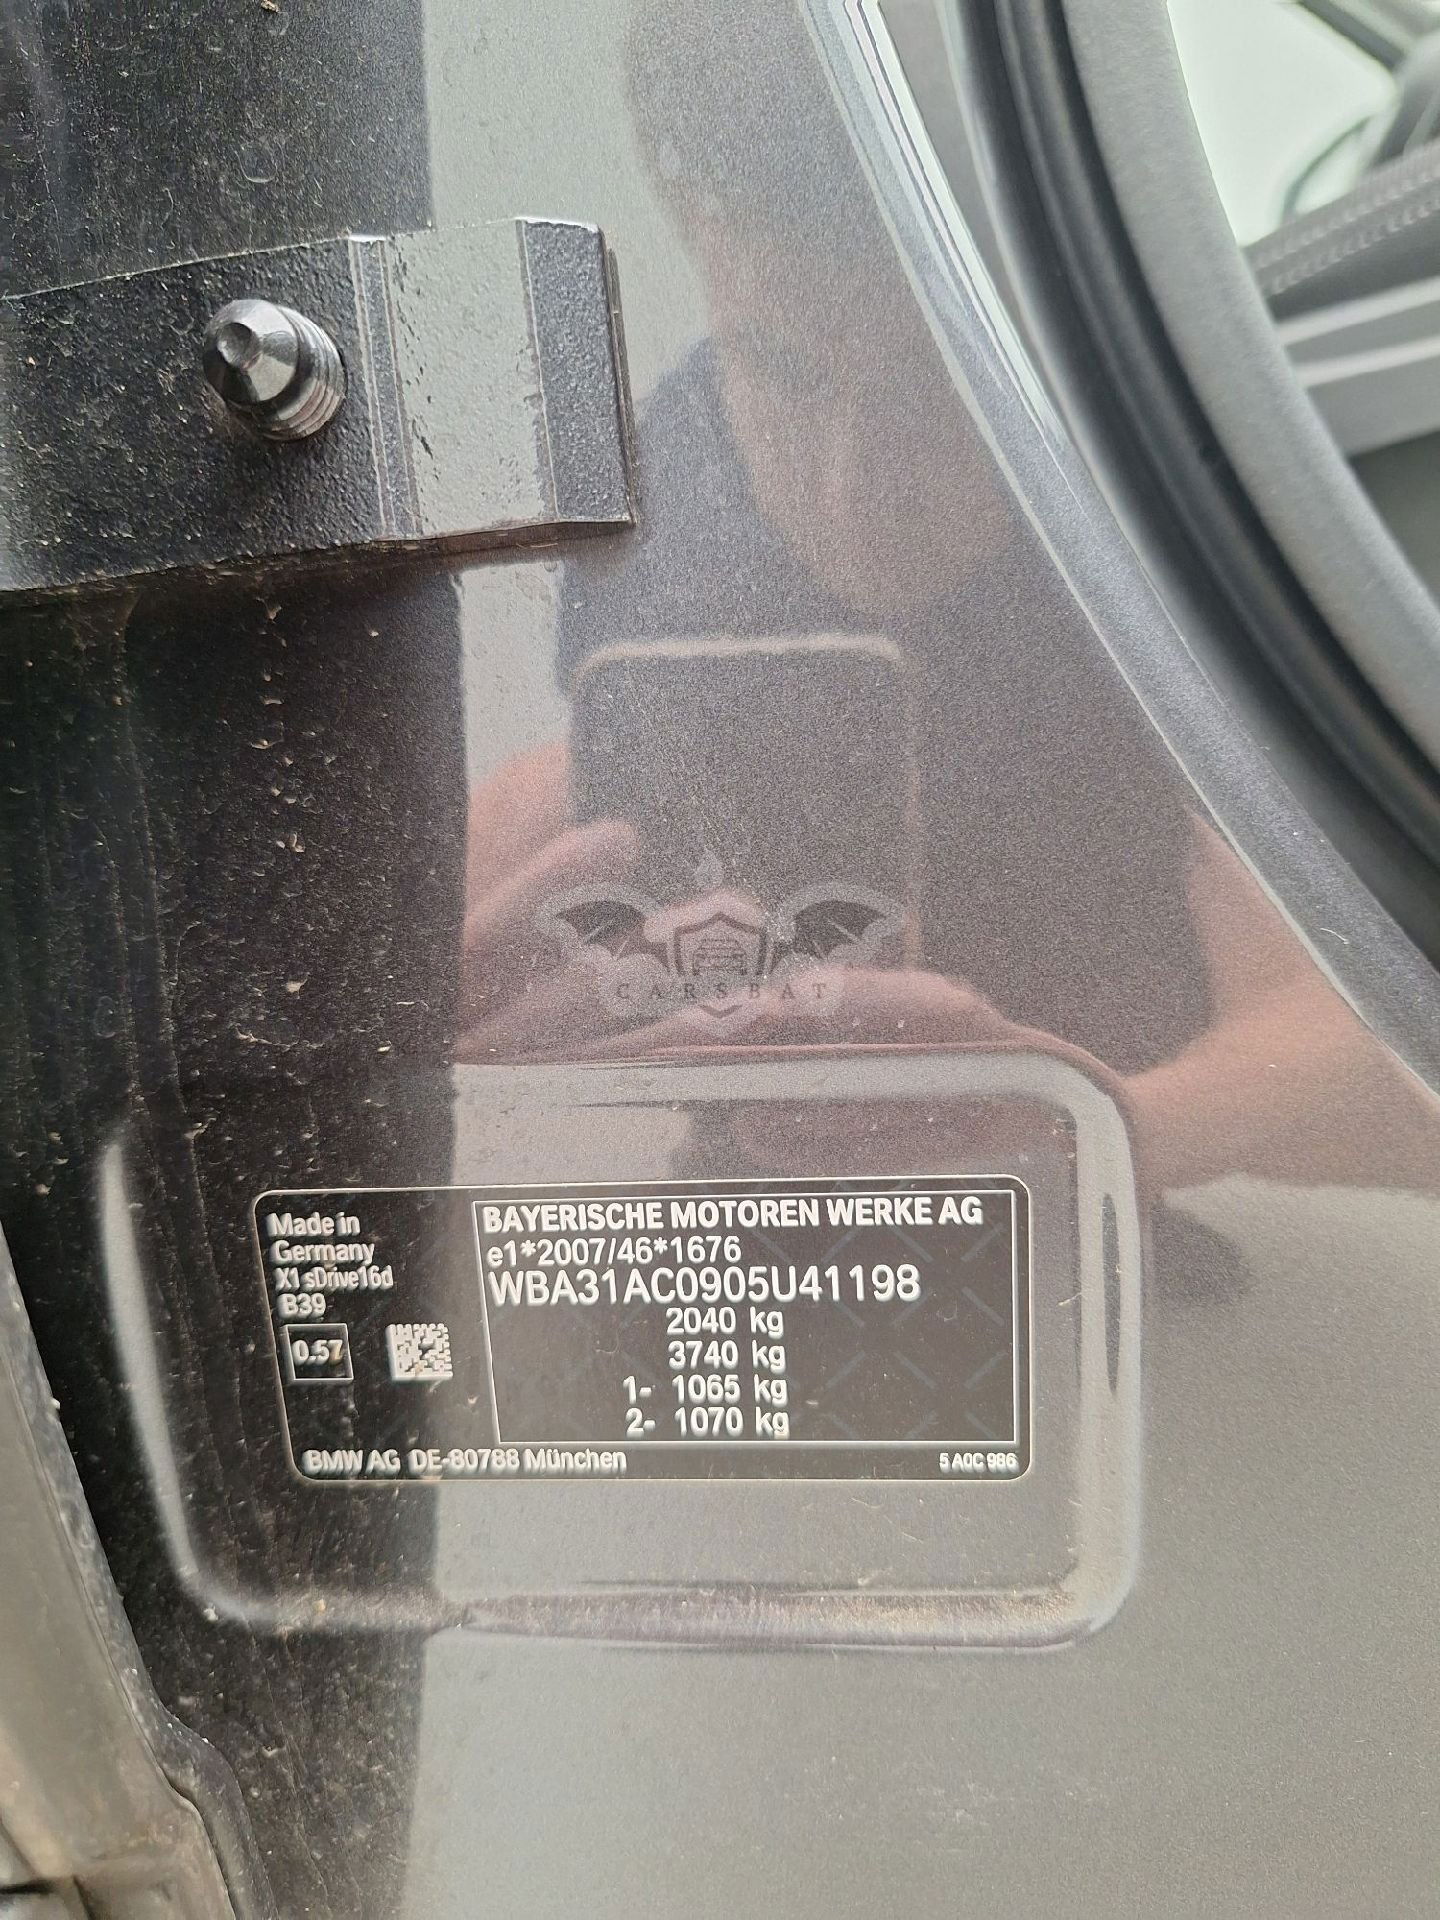 CARSBAT
Made in
Germany
X1 sDrive16d
B39
0.57
BAYERISCHE MOTOREN WERKE AG
e1*2007/46*1676
WBA31AC0905U41198
2040 kg
3740 kg
1- 1065 kg
2- 1070 kg
BMW AG DE-80788 München
5 A0C 986